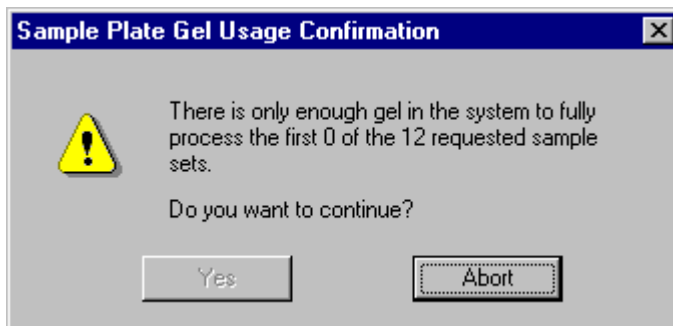 Sample Plate Gel Usage Confirmation
There is only enough gel in the system to fully
process the first 0 of the 12 requested sample
sets.
Do you want to continue?
Yes
Abort